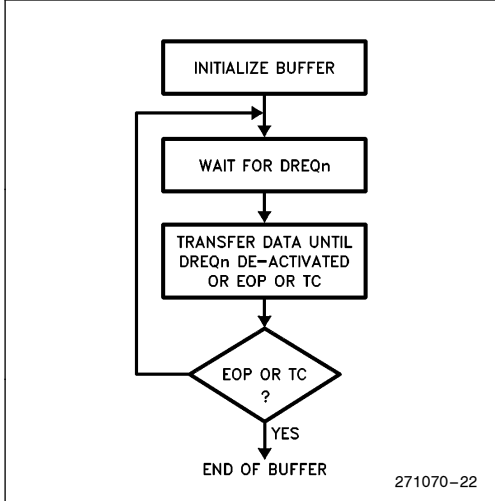 INITIALIZE BUFFER
WAIT FOR DREQn
TRANSFER DATA UNTIL
DREQn DE-ACTIVATED
OR EOP OR TC
EOP OR TC
?
YES
END OF BUFFER
271070-22